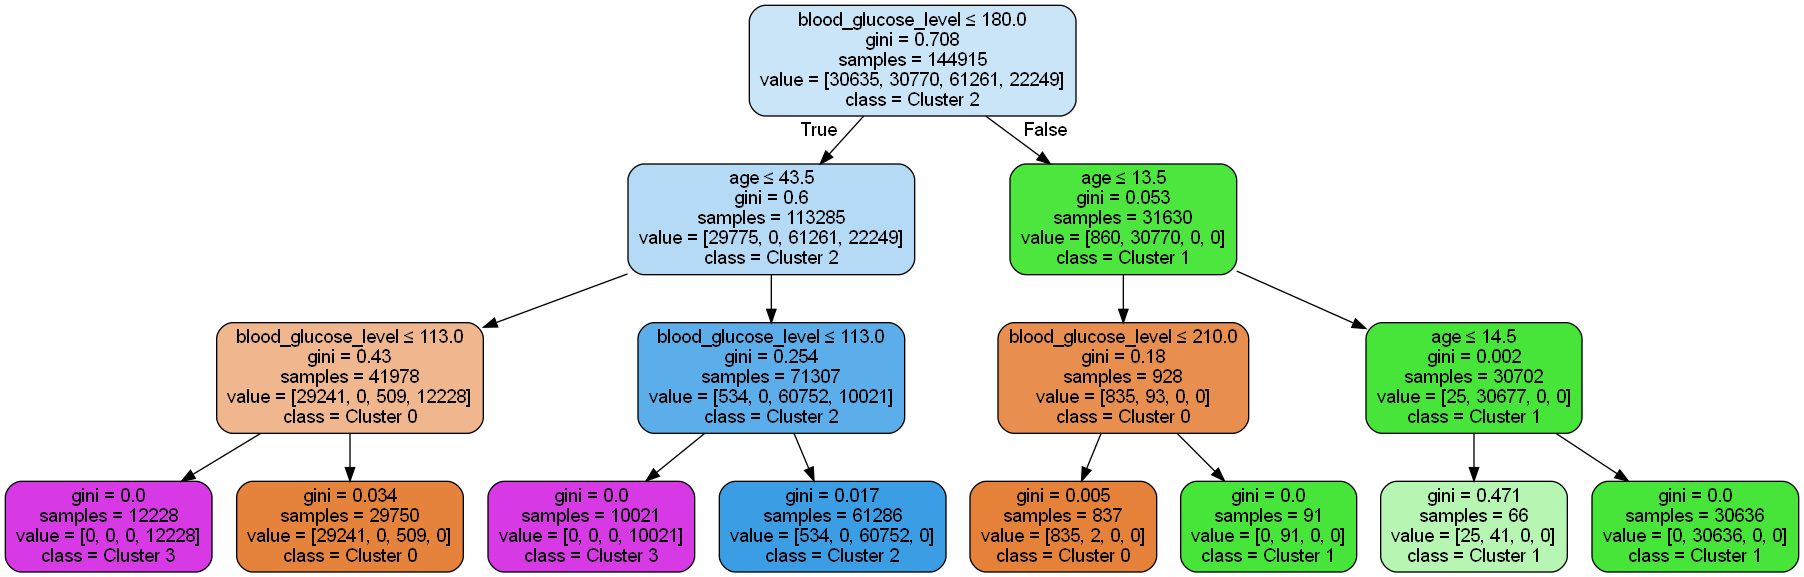 blood_glucose_level ≤ 180.0
gini = 0.708
samples = 144915
value = [30635, 30770, 61261, 22249]
class = Cluster 2
True
False
age ≤ 43.5
gini = 0.6
samples = 113285
value = [29775, 0, 61261, 22249]
class = Cluster 2
age ≤ 13.5
gini = 0.053
samples = 31630
value = [860, 30770, 0, 0]
class = Cluster 1
blood_glucose_level ≤ 113.0
gini = 0.43
samples = 41978
value = [29241, 0, 509, 12228]
class = Cluster 0
blood_glucose_level ≤ 113.0
gini = 0.254
samples = 71307
value = [534, 0, 60752, 10021]
class = Cluster 2
blood_glucose_level ≤ 210.0
gini = 0.18
samples = 928
value = [835, 93, 0, 0]
class = Cluster 0
age ≤ 14.5
gini = 0.002
samples = 30702
value = [25, 30677, 0, 0]
class = Cluster 1
gini = 0.0
samples = 12228
value = [0, 0, 0, 12228]
class = Cluster 3
gini = 0.034
samples = 29750
value = [29241, 0, 509, 0]
class = Cluster 0
gini = 0.0
samples = 10021
value = [0, 0, 0, 10021]
class = Cluster 3
gini = 0.017
samples = 61286
value = [534, 0, 60752, 0]
class = Cluster 2
gini = 0.005
samples = 837
value = [835, 2, 0, 0]
class = Cluster 0
gini = 0.0
samples = 91
value = [0, 91, 0, 0]
class = Cluster 1
gini = 0.471
samples = 66
value = [25, 41, 0, 0]
class = Cluster 1
gini = 0.0
samples = 30636
value = [0, 30636, 0, 0]
class = Cluster 1